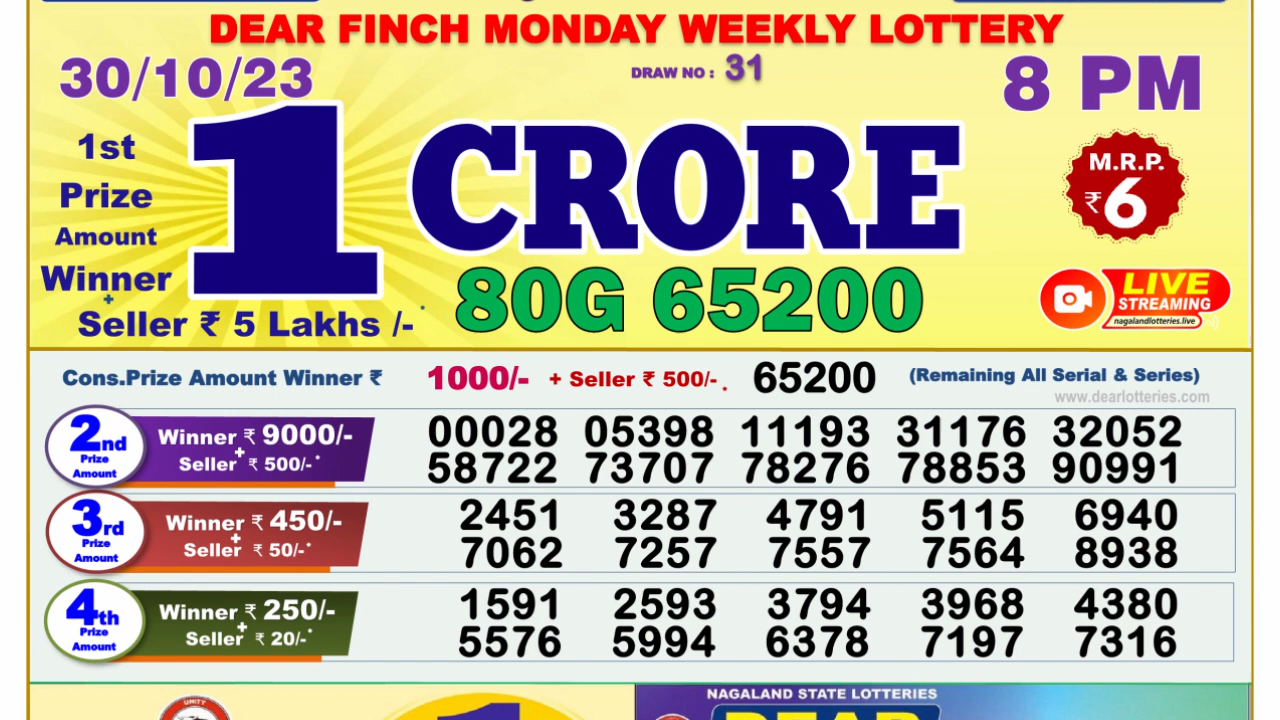 DEAR FINCH MONDAY WEEKLY LOTTERY
30/10/23
DRAW NO : 31
8 PM
1st
Prize
Amount
Winner
+
Seller ₹ 5 Lakhs /-*
1 CRORE
80G 65200
M.R.P.
₹6
LIVE
STREAMING
nagalandlotteries.live
Cons.Prize Amount Winner ₹ 1000/- + Seller ₹ 500/-. 65200 (Remaining All Serial & Series)
www.dearlotteries.com
2nd
Prize
Amount
Winner ₹ 9000/-
+
Seller ₹ 500/-*
00028 05398 11193 31176 32052
58722 73707 78276 78853 90991
3rd
Prize
Amount
Winner ₹ 450/-
+
Seller ₹ 50/-*
2451 3287 4791 5115 6940
7062 7257 7557 7564 8938
4th
Prize
Amount
Winner ₹ 250/-
+
Seller ₹ 20/-*
1591 2593 3794 3968 4380
5576 5994 6378 7197 7316
UNITY
1
NAGALAND STATE LOTTERIES
DEAR